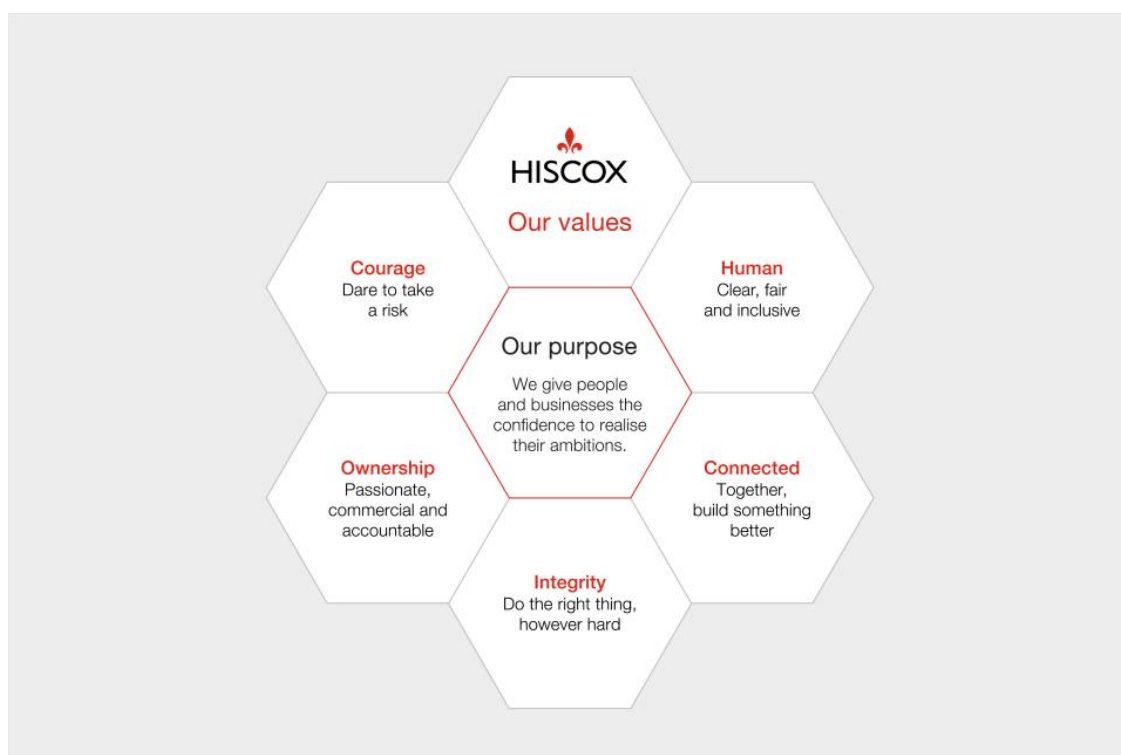 HISCOX
Our values
Courage
Dare to take
a risk
Human
Clear, fair
and inclusive
Our purpose
We give people
and businesses the
confidence to realise
their ambitions.
Ownership
Passionate,
commercial and
accountable
Connected
Together,
build something
better
Integrity
Do the right thing,
however hard